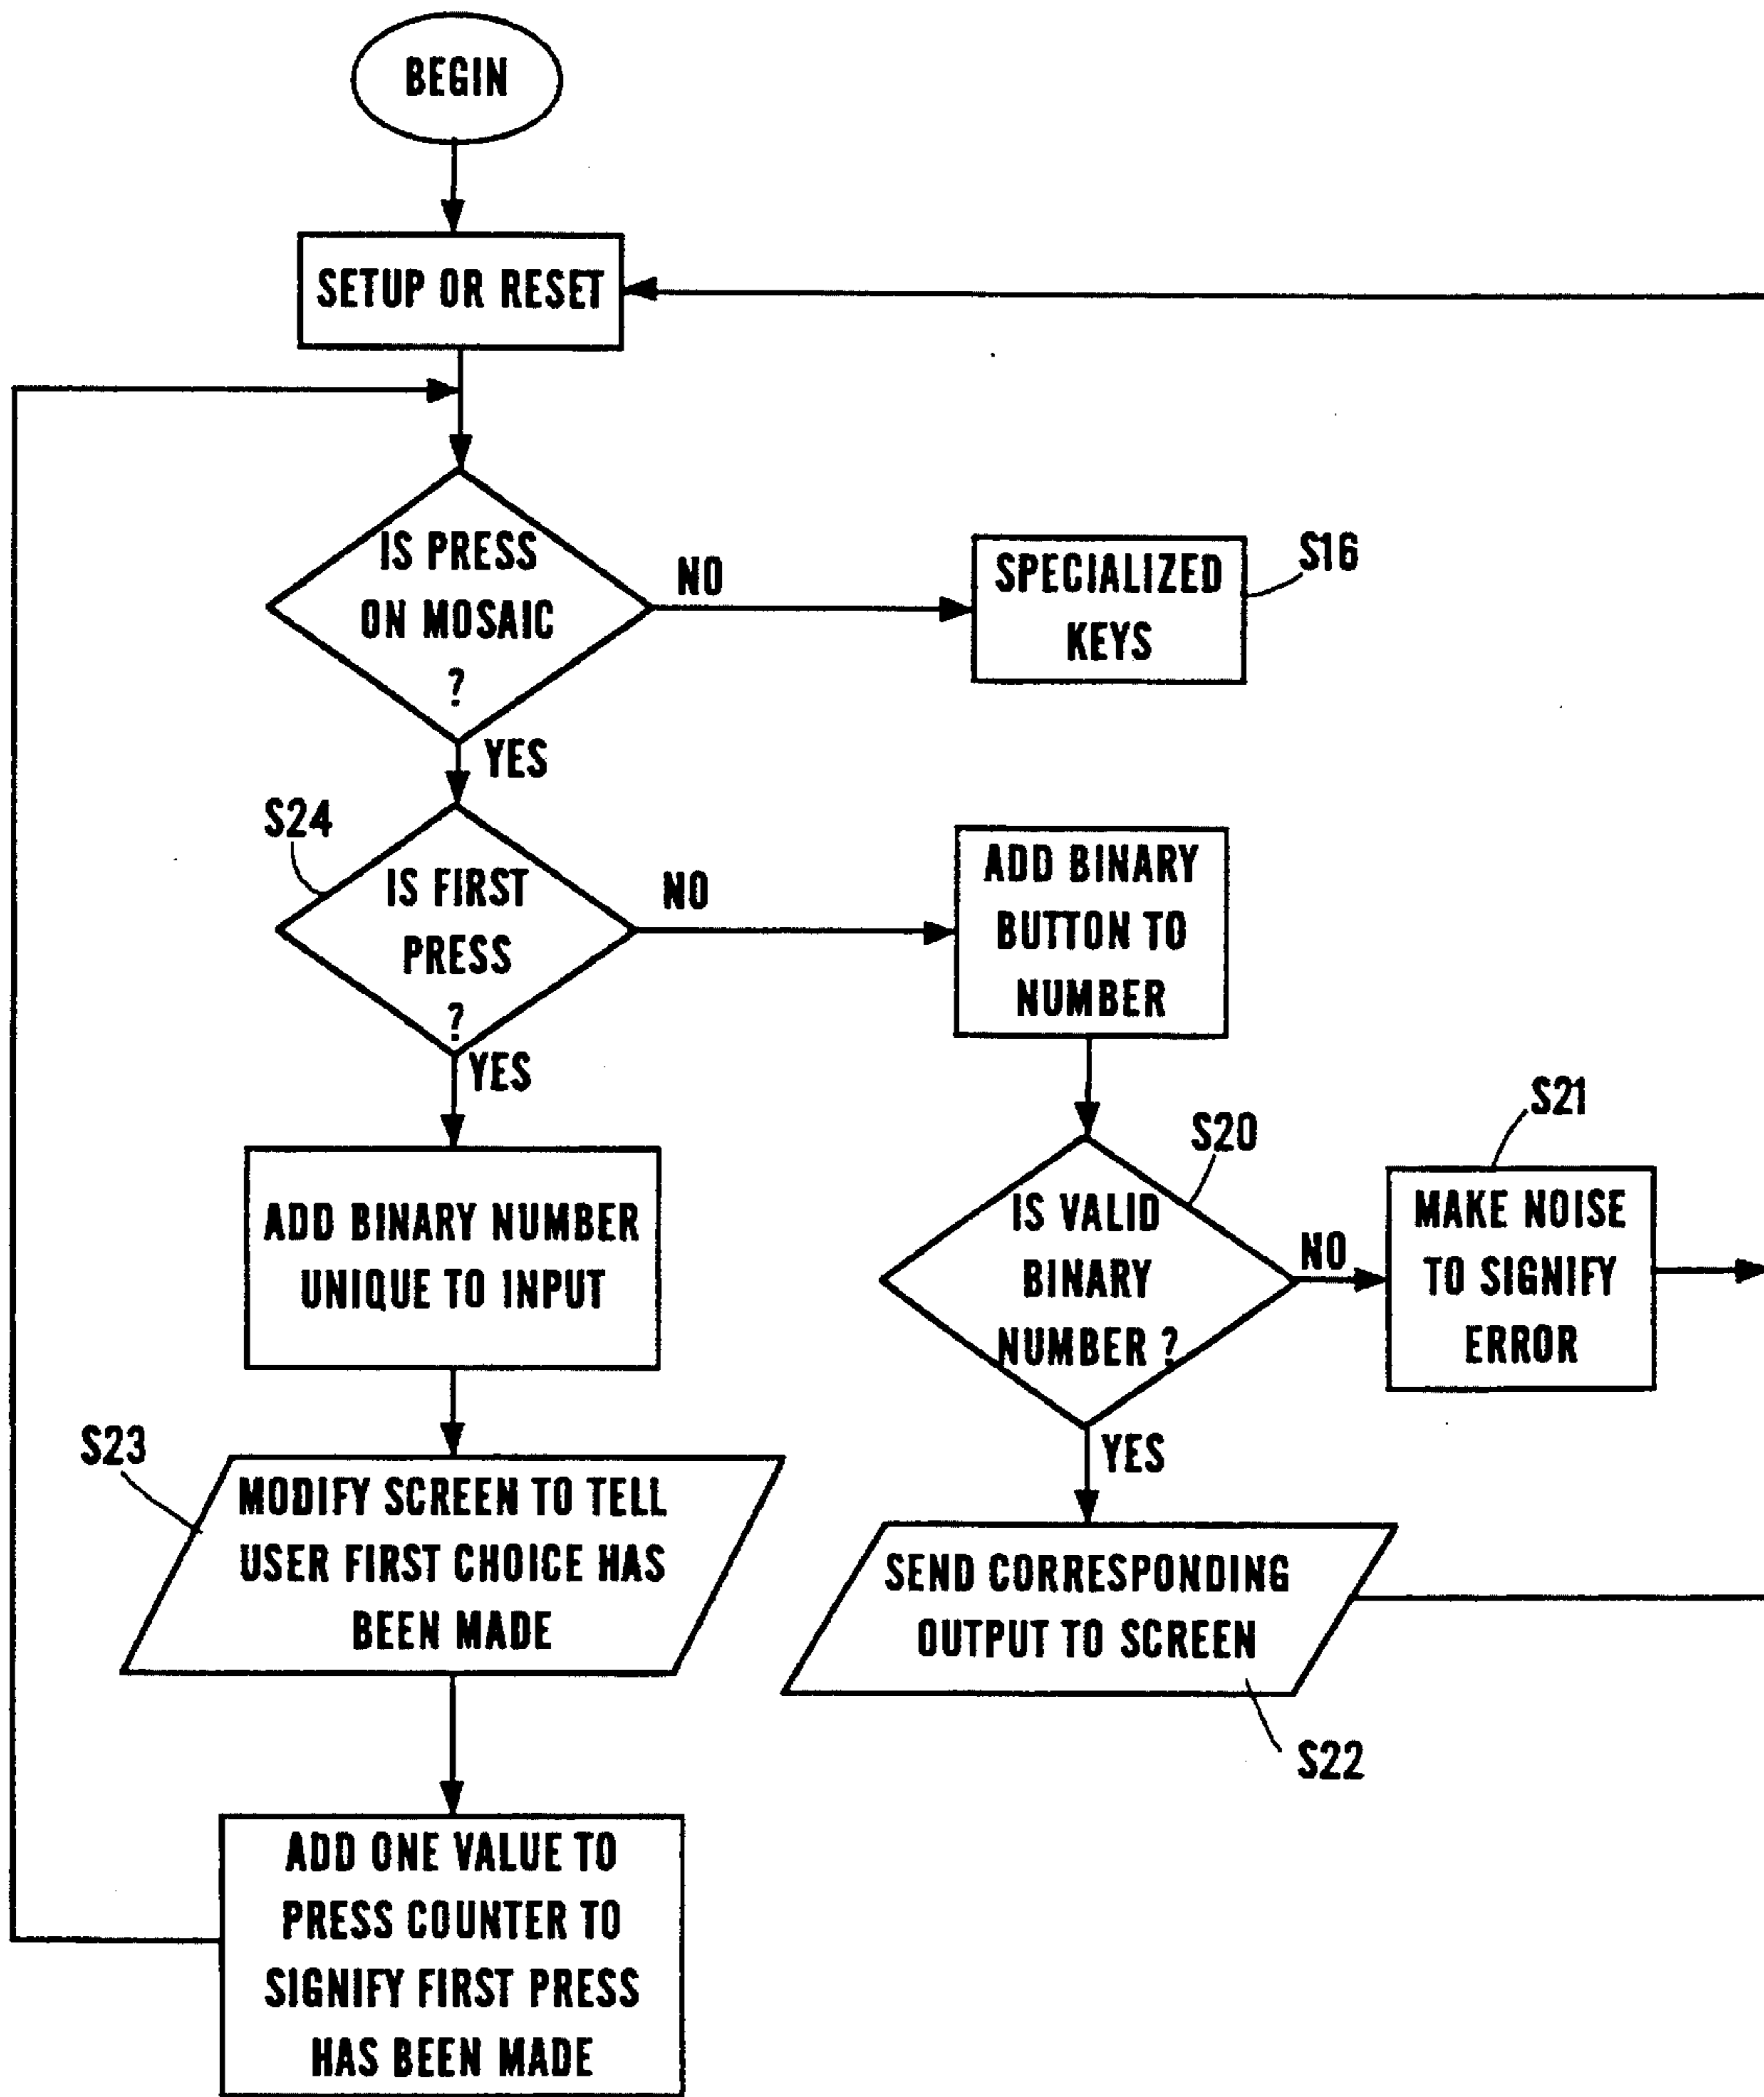 BEGIN
SETUP OR RESET
IS PRESS
ON MOSAIC
?
NO
SPECIALIZED
KEYS
S16
YES
S24
IS FIRST
PRESS
?
NO
ADD BINARY
BUTTON TO
NUMBER
YES
ADD BINARY NUMBER
UNIQUE TO INPUT
S20
IS VALID
BINARY
NUMBER ?
NO
S21
MAKE NOISE
TO SIGNIFY
ERROR
YES
S23
MODIFY SCREEN TO TELL
USER FIRST CHOICE HAS
BEEN MADE
SEND CORRESPONDING
OUTPUT TO SCREEN
S22
ADD ONE VALUE TO
PRESS COUNTER TO
SIGNIFY FIRST PRESS
HAS BEEN MADE